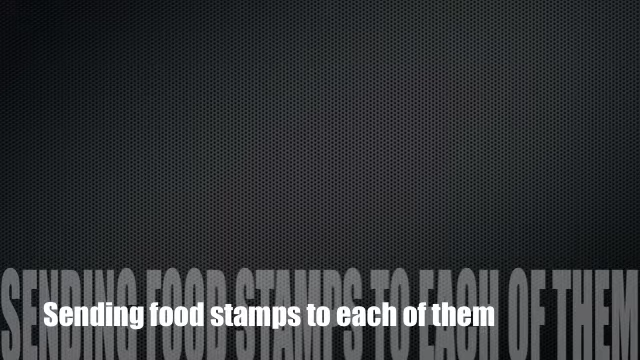 SENDING FOOD STAMPS TO EACH OF THEM
Sending food stamps to each of them